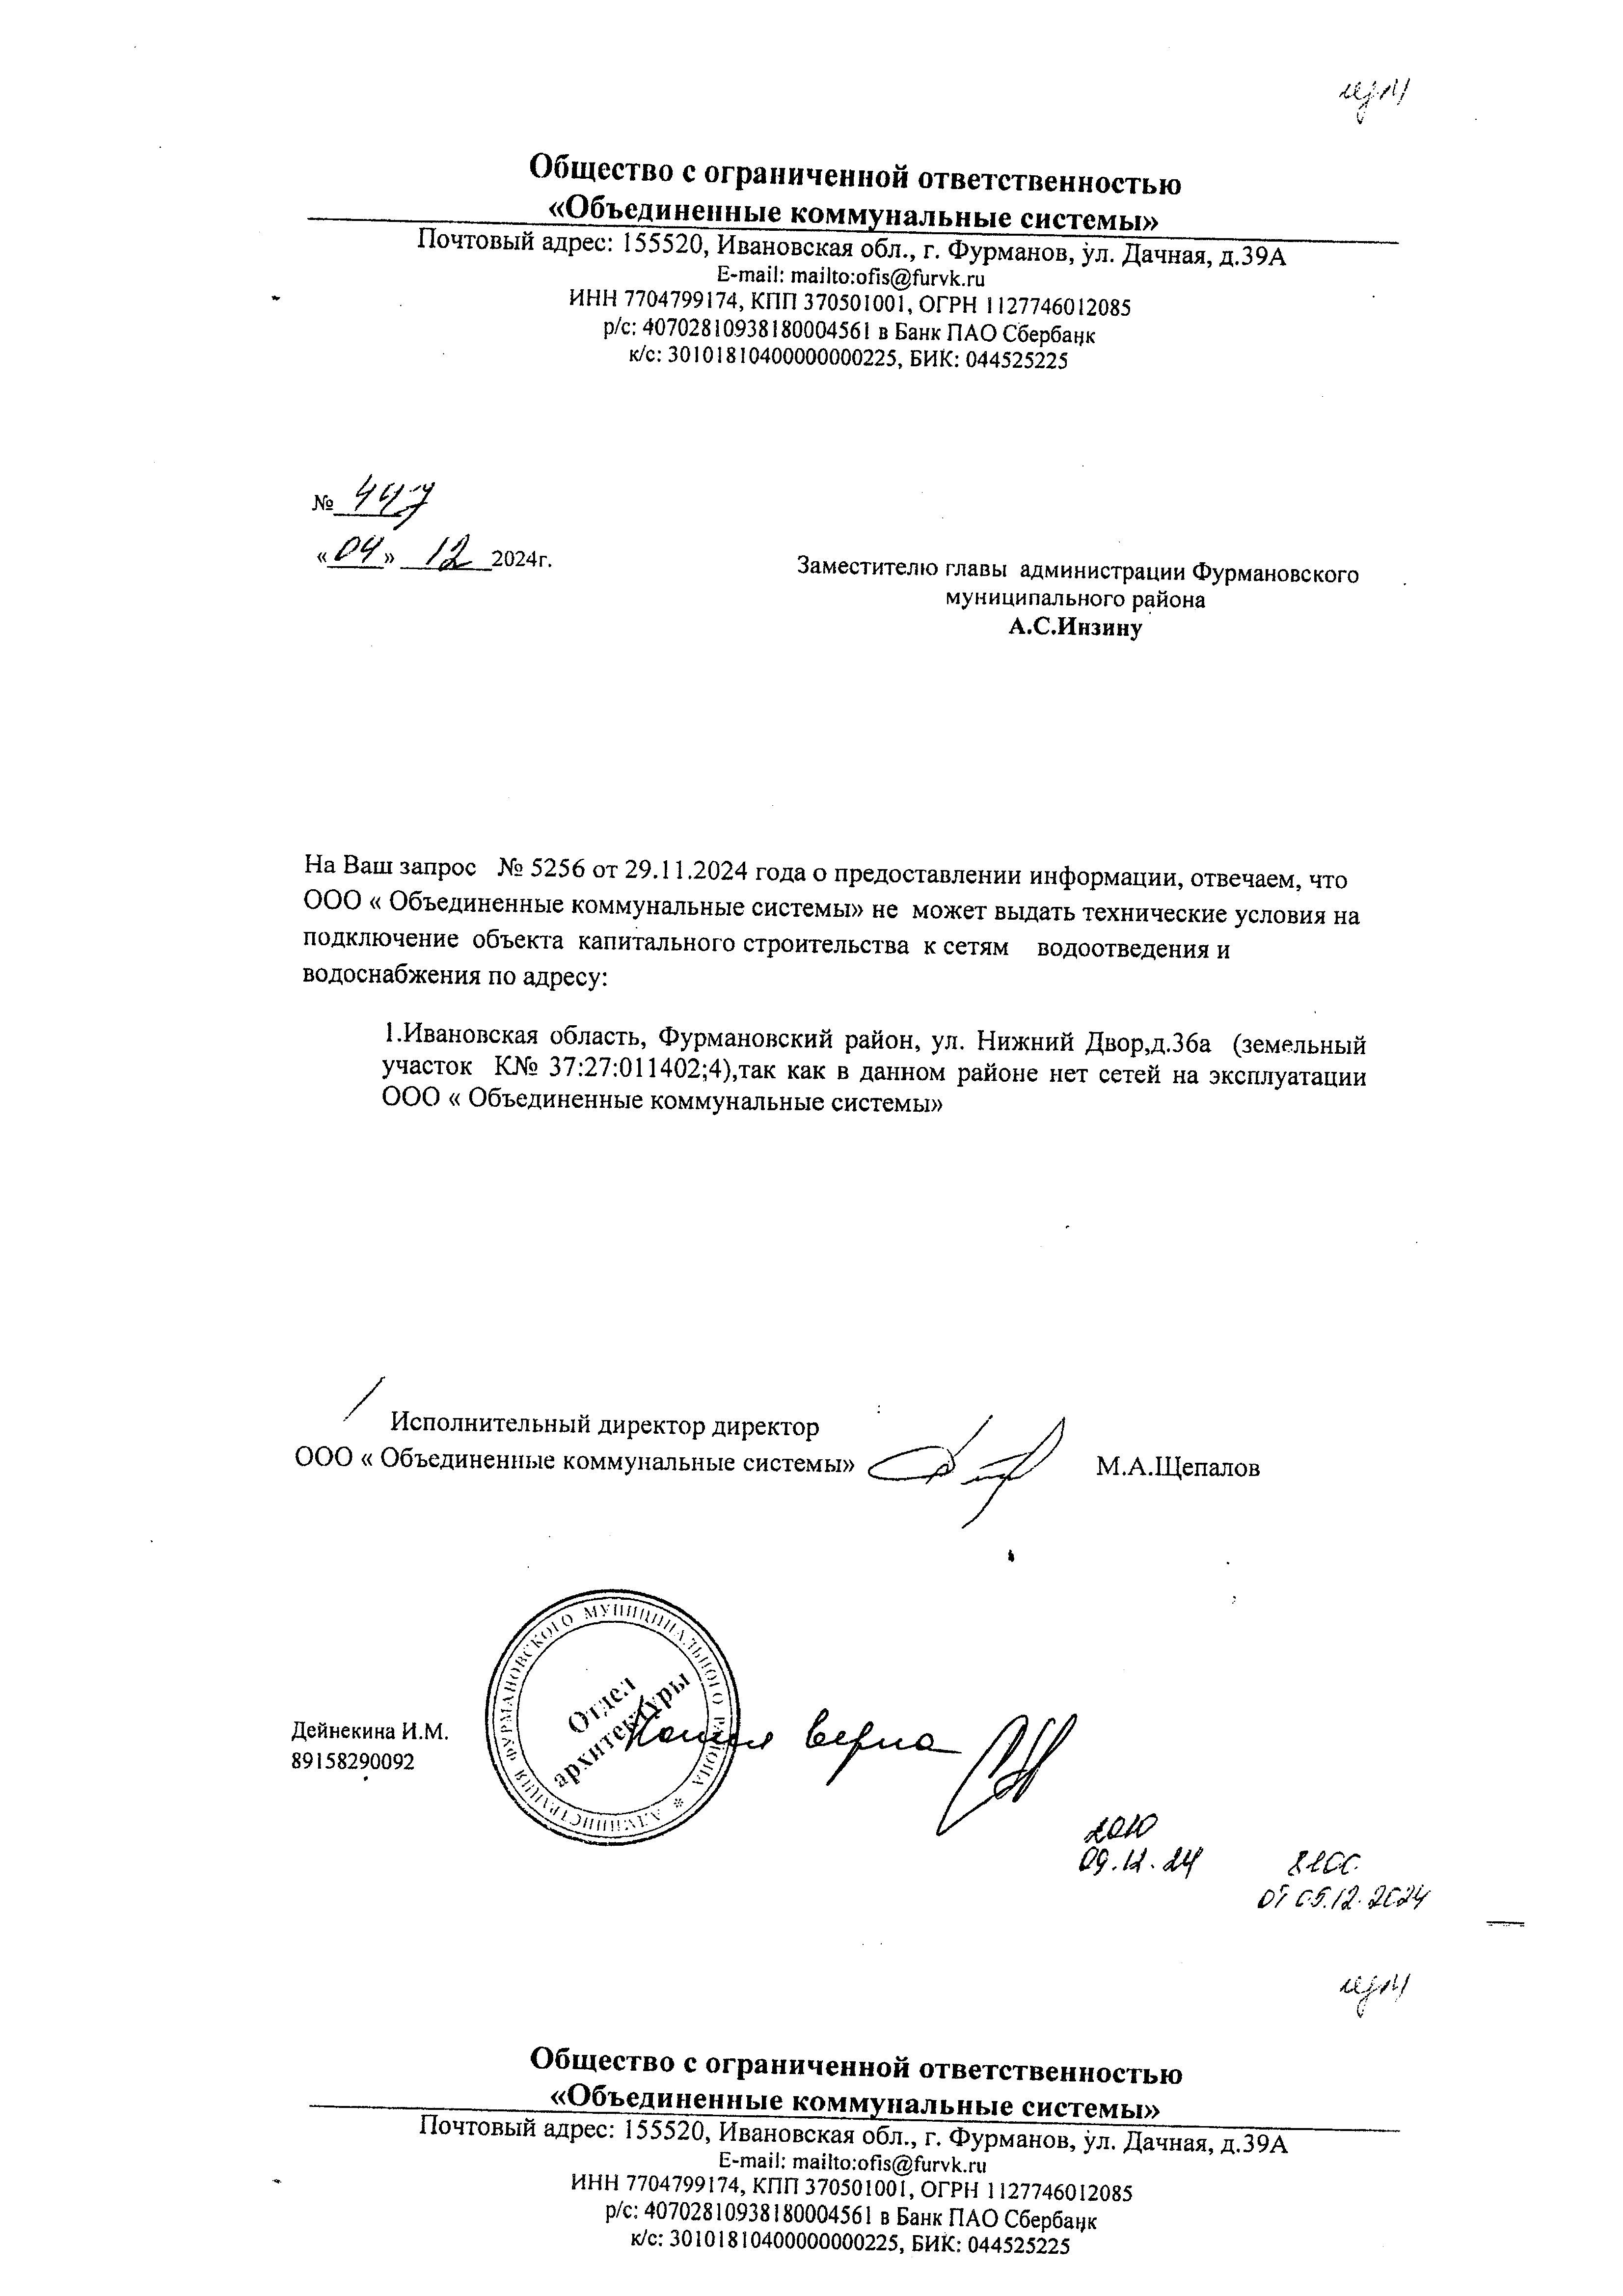 Общество с ограниченной ответственностью
«Объединенные коммунальные системы»
Почтовый адрес: 155520, Ивановская обл., г. Фурманов, ул. Дачная, д.39А
E-mail: mailto:ofis@furvk.ru
ИНН 7704799174, КПП 370501001, ОГРН 1127746012085
р/с: 40702810938180004561 в Банк ПАО Сбербанк
к/с: 30101810400000000225, БИК: 044525225
№ 447
«04» 12 2024г.
Заместителю главы администрации Фурмановского
муниципального района
А.С.Инзину
На Ваш запрос № 5256 от 29.11.2024 года о предоставлении информации, отвечаем, что
ООО « Объединенные коммунальные системы» не может выдать технические условия на
подключение объекта капитального строительства к сетям водоотведения и
водоснабжения по адресу:
1.Ивановская область, Фурмановский район, ул. Нижний Двор,д.36а (земельный
участок К№ 37:27:011402;4),так как в данном районе нет сетей на эксплуатации
ООО « Объединенные коммунальные системы»
Исполнительный директор директор
ООО « Объединенные коммунальные системы»
М.А.Щепалов
АДМИНИСТРАЦИЯ ФУРМАНОВСКОГО МУНИЦИПАЛЬНОГО РАЙОНА *
Отдел
архитектуры
Копия верна
Дейнекина И.М.
89158290092
2010
09.12.24
от 05.12.2024
Общество с ограниченной ответственностью
«Объединенные коммунальные системы»
Почтовый адрес: 155520, Ивановская обл., г. Фурманов, ул. Дачная, д.39А
E-mail: mailto:ofis@furvk.ru
ИНН 7704799174, КПП 370501001, ОГРН 1127746012085
р/с: 40702810938180004561 в Банк ПАО Сбербанк
к/с: 30101810400000000225, БИК: 044525225